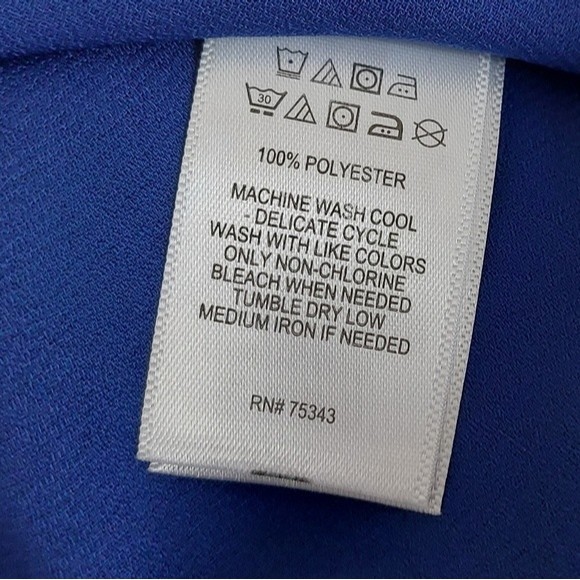 30
100% POLYESTER
MACHINE WASH COOL
- DELICATE CYCLE
WASH WITH LIKE COLORS
ONLY NON-CHLORINE
BLEACH WHEN NEEDED
TUMBLE DRY LOW
MEDIUM IRON IF NEEDED
RN# 75343